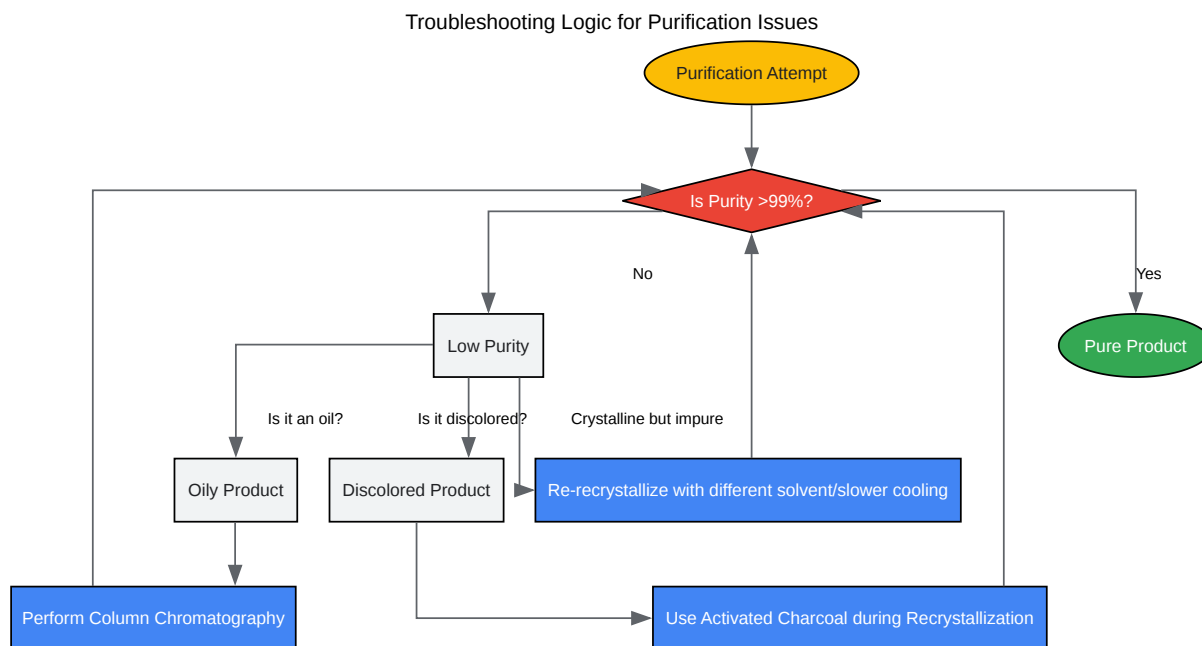 Troubleshooting Logic for Purification Issues
Purification Attempt
Is Purity >99%?
No
Yes
Low Purity
Pure Product
Is it an oil?
Is it discolored?
Crystalline but impure
Oily Product
Discolored Product
Re-recrystallize with different solvent/slower cooling
Perform Column Chromatography
Use Activated Charcoal during Recrystallization